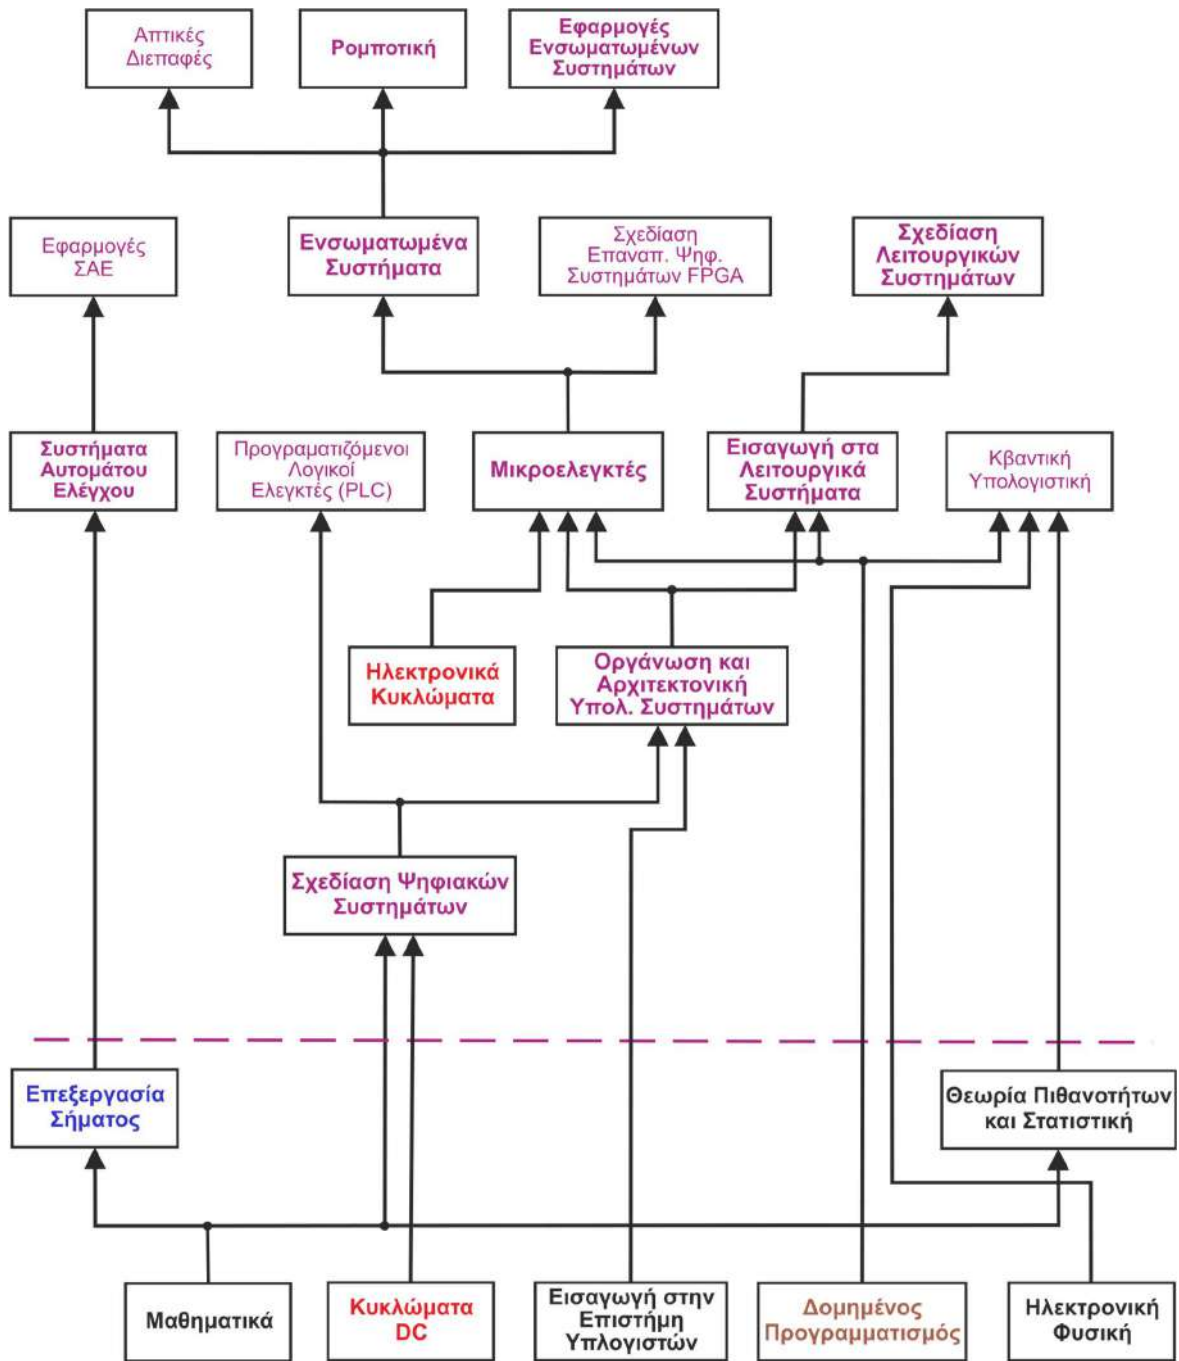 Απτικές
Διεπαφές
Ρομποτική
Εφαρμογές
Ενσωματωμένων
Συστημάτων
Εφαρμογές
ΣΑΕ
Ενσωματωμένα
Συστήματα
Σχεδίαση
Επαναπ. Ψηφ.
Συστημάτων FPGA
Σχεδίαση
Λειτουργικών
Συστημάτων
Συστήματα
Αυτομάτου
Ελέγχου
Προγραματιζόμενοι
Λογικοί
Ελεγκτές (PLC)
Μικροελεγκτές
Εισαγωγή στα
Λειτουργικά
Συστήματα
Κβαντική
Υπολογιστική
Ηλεκτρονικά
Κυκλώματα
Οργάνωση και
Αρχιτεκτονική
Υπολ. Συστημάτων
Σχεδίαση Ψηφιακών
Συστημάτων
Επεξεργασία
Σήματος
Θεωρία Πιθανοτήτων
και Στατιστική
Μαθηματικά
Κυκλώματα
DC
Εισαγωγή στην
Επιστήμη
Υπλογιστών
Δομημένος
Προγραμματισμός
Ηλεκτρονική
Φυσική